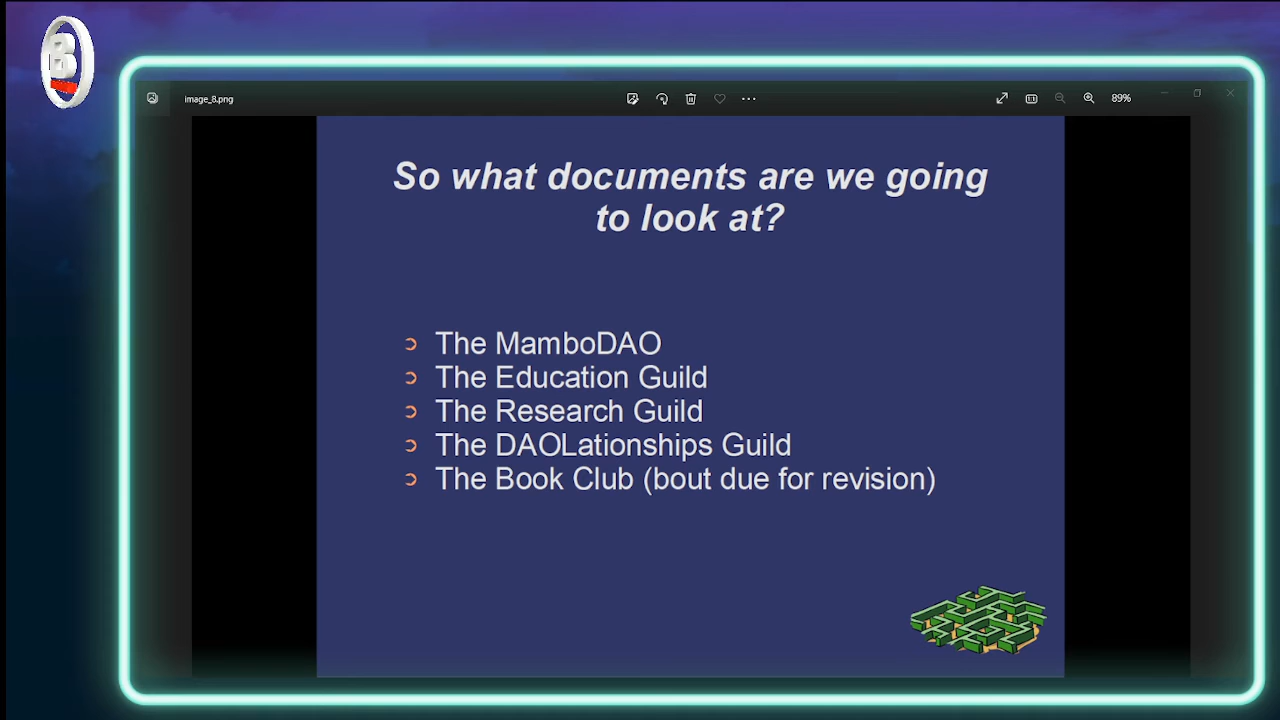 B
image_8.png
89%
So what documents are we going
to look at?
The MamboDAO
The Education Guild
The Research Guild
The DAOLationships Guild
The Book Club (bout due for revision)